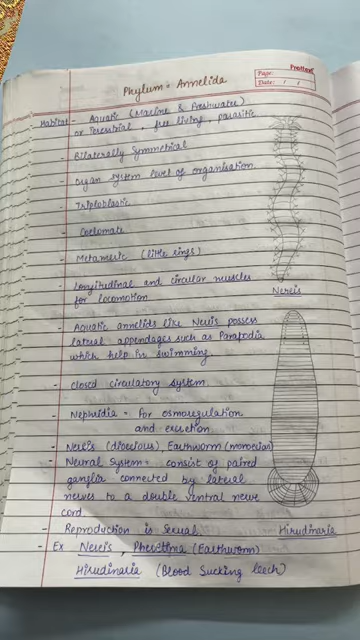 Prollent
Page:
Date: / /
Phylum = Annelida
Habitat - Aquatic (Marine & Freshwater)
or Terrestrial, free living, parasitic
- Bilaterally Symmetrical
- Organ system level of organisation.
- Triploblastic
- Coelomate
- Metameric (little rings)
- Longitudinal and circular muscles
for locomotion
Nereis
- Aquatic annelids like Nereis possess
lateral appendages such as Parapodia
which help in swimming.
- closed circulatory system.
- Nephridia = For osmoregulation
and excretion
- Nereis (dioecious), Earthworm (monoecious)
- Neural System = consist of paired
ganglia connected by lateral
nerves to a double ventral nerve
cord.
- Reproduction is Sexual.
Hirudinaria
- Ex Nereis, Pheretima (Earthworm)
Hirudinaria (Blood Sucking leech)